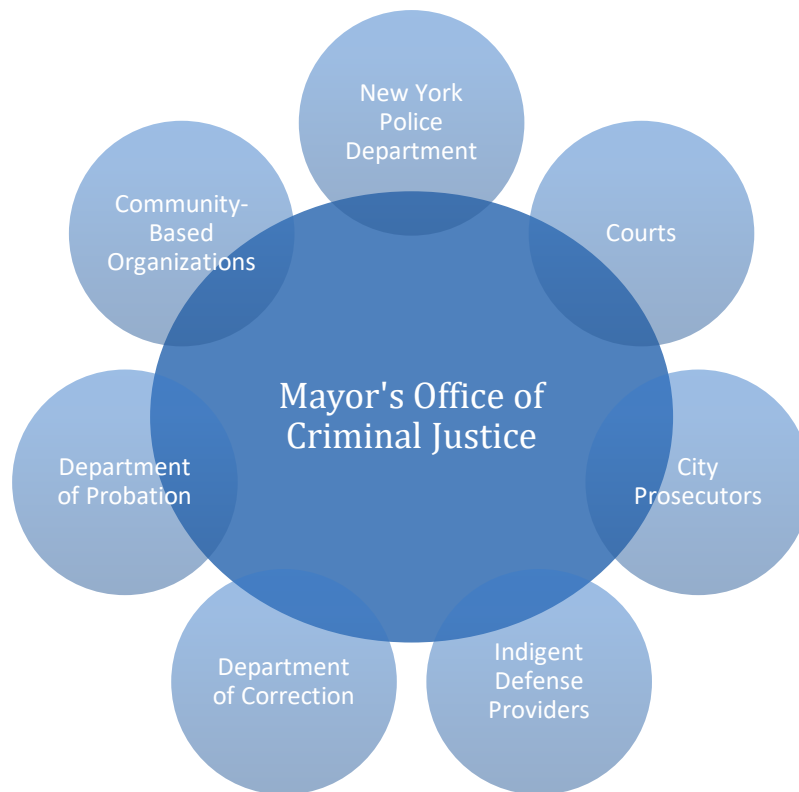 New York
Police
Department
Community-
Based
Organizations
Courts
Mayor's Office of
Criminal Justice
Department
of Probation
City
Prosecutors
Department
of Correction
Indigent
Defense
Providers